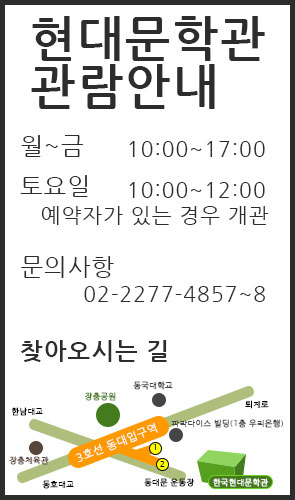 현대문학관
관람안내
월~금 10:00~17:00
토요일 10:00~12:00
예약자가 있는 경우 개관
문의사항
02-2277-4857~8
찾아오시는 길
동국대학교
장충공원
퇴계로
한남대교
파라다이스 빌딩(1층 우리은행)
3호선 동대입구역
1
장충체육관
2
동호대교
동대문 운동장
한국현대문학관